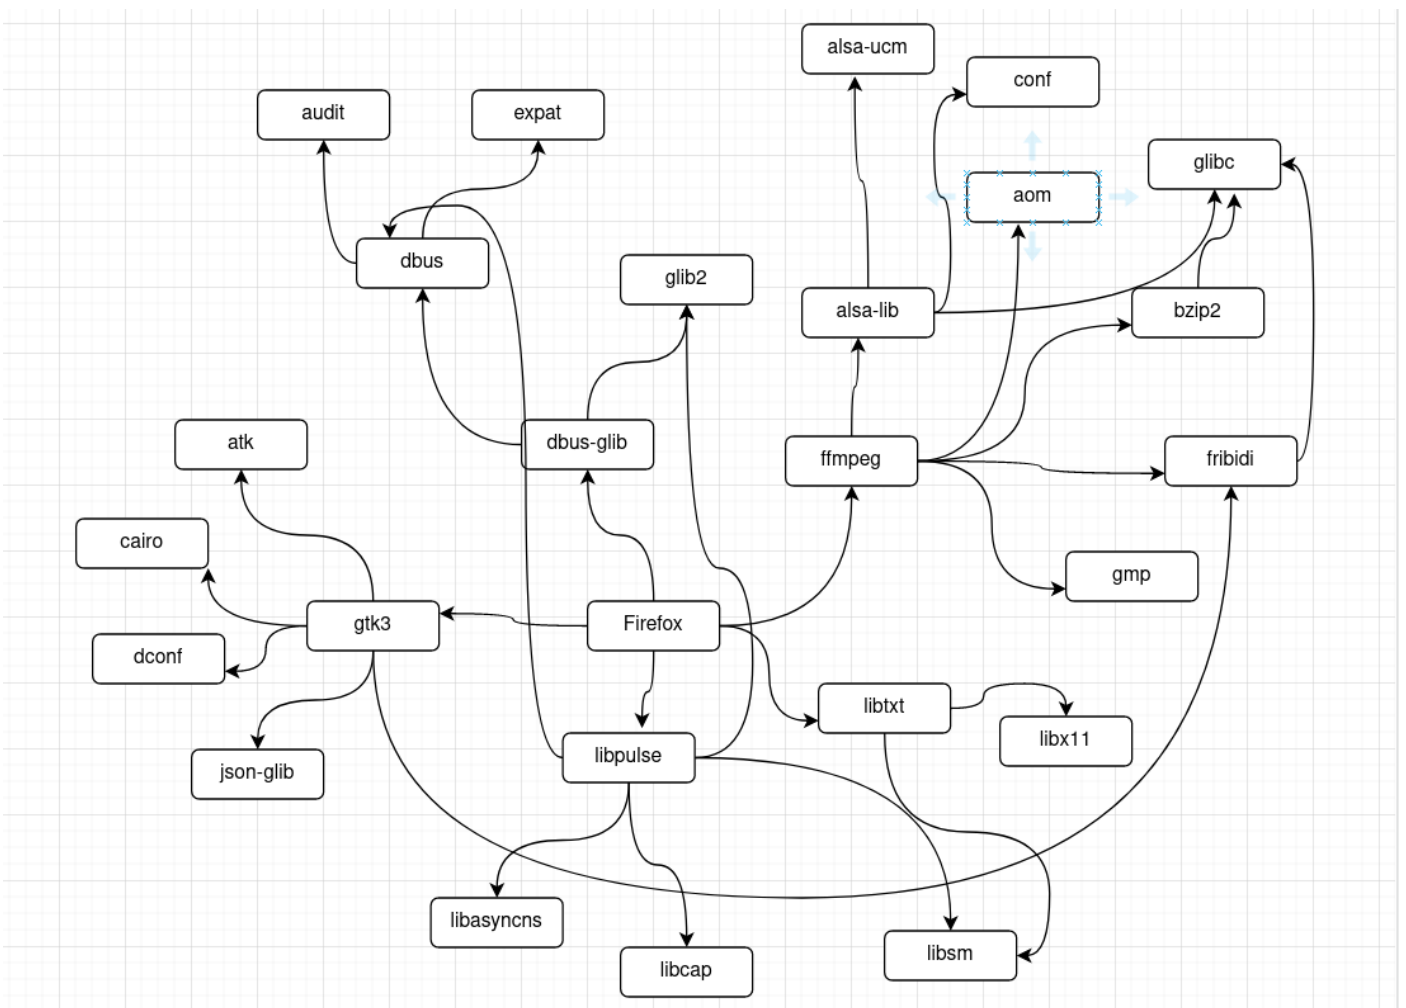 alsa-ucm
conf
audit
expat
glibc
aom
dbus
glib2
alsa-lib
bzip2
atk
dbus-glib
ffmpeg
fribidi
cairo
gmp
gtk3
Firefox
dconf
libtxt
libx11
libpulse
json-glib
libasyncns
libsm
libcap